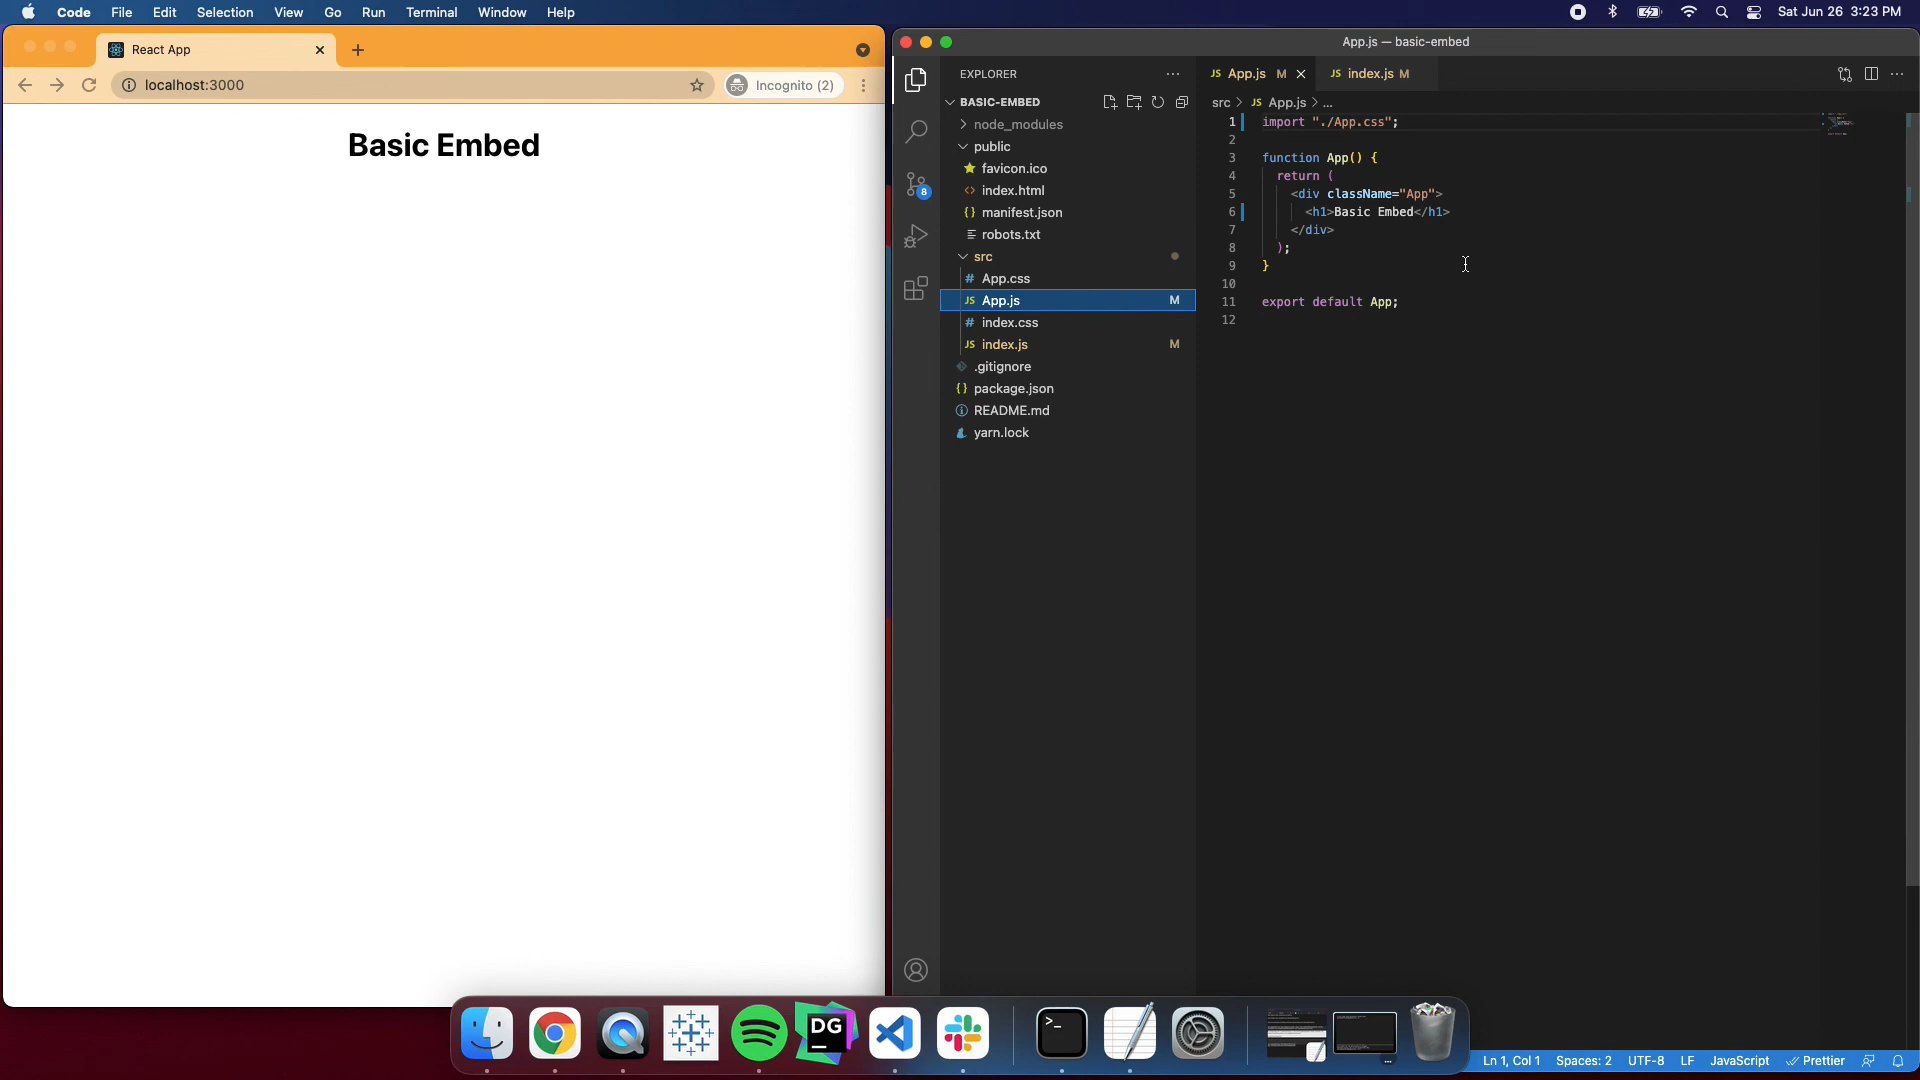 Code File Edit Selection View Go Run Terminal Window Help
Sat Jun 26 3:23 PM
React App
localhost:3000
Incognito (2)
Basic Embed
App.js — basic-embed
EXPLORER
BASIC-EMBED
node_modules
public
favicon.ico
index.html
manifest.json
robots.txt
src
App.css
App.js M
index.css
index.js M
.gitignore
package.json
README.md
yarn.lock
8
JS App.js M
JS index.js M
src > JS App.js > ...
1 import "./App.css";
2
3 function App() {
4 return (
5 <div className="App">
6 <h1>Basic Embed</h1>
7 </div>
8 );
9 }
10
11 export default App;
12
DG
Ln 1, Col 1 Spaces: 2 UTF-8 LF JavaScript Prettier